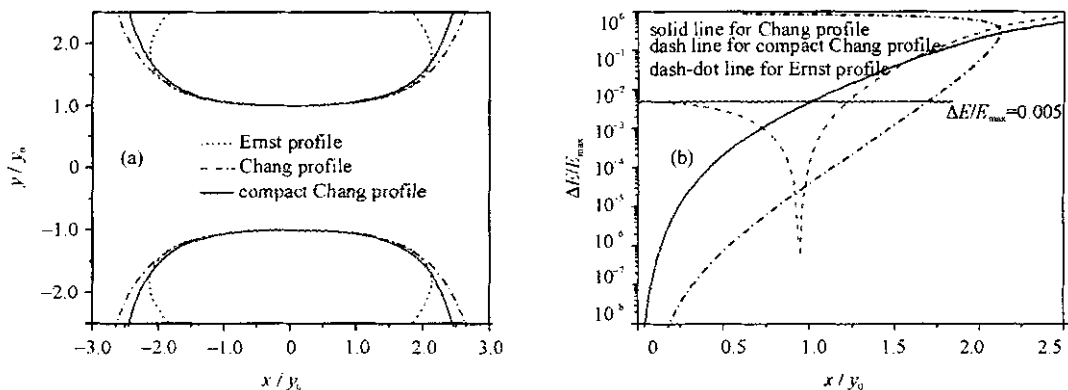 2.0
1.0
0
−1.0
−2.0
y / y₀
(a)
Ernst profile
Chang profile
compact Chang profile
−3.0 −2.0 −1.0 0 1.0 2.0 3.0
x / y₀
10⁰
10⁻¹
10⁻²
10⁻³
10⁻⁴
10⁻⁵
10⁻⁶
10⁻⁷
10⁻⁸
ΔE/Eₘₐₓ
solid line for Chang profile
dash line for compact Chang profile
dash-dot line for Ernst profile
ΔE/Eₘₐₓ=0.005
(b)
0 0.5 1.0 1.5 2.0 2.5
x / y₀